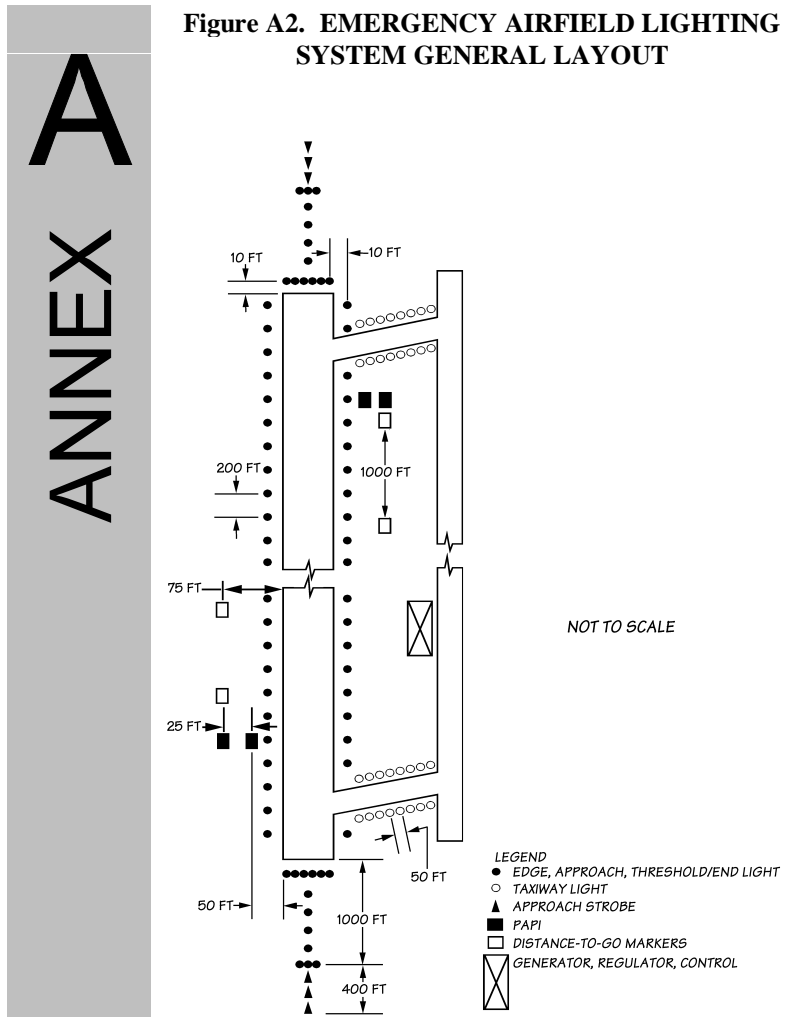 Figure A2. EMERGENCY AIRFIELD LIGHTING
SYSTEM GENERAL LAYOUT
ANNEX A
10 FT
10 FT
200 FT
1000 FT
75 FT
NOT TO SCALE
25 FT
50 FT
50 FT
1000 FT
400 FT
LEGEND
EDGE, APPROACH, THRESHOLD/END LIGHT
TAXIWAY LIGHT
APPROACH STROBE
PAPI
DISTANCE-TO-GO MARKERS
GENERATOR, REGULATOR, CONTROL